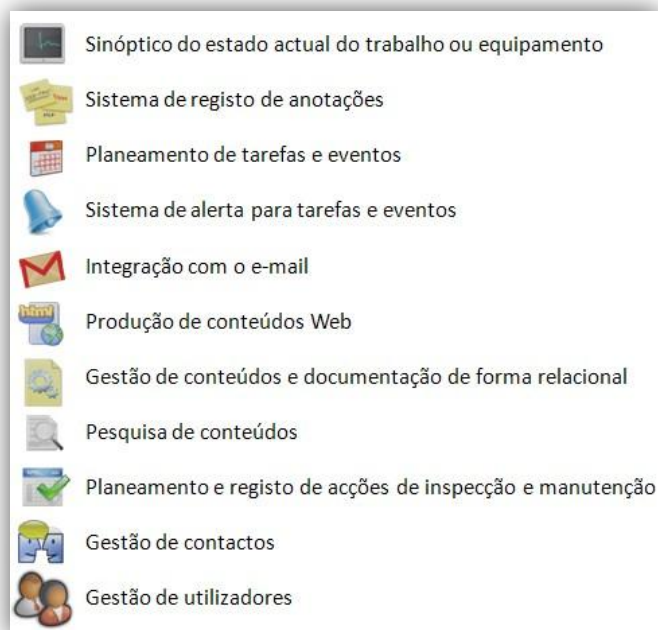 Sinóptico do estado actual do trabalho ou equipamento
Sistema de registo de anotações
Planeamento de tarefas e eventos
Sistema de alerta para tarefas e eventos
Integração com o e-mail
html
Produção de conteúdos Web
Gestão de conteúdos e documentação de forma relacional
Pesquisa de conteúdos
Planeamento e registo de acções de inspecção e manutenção
Gestão de contactos
Gestão de utilizadores